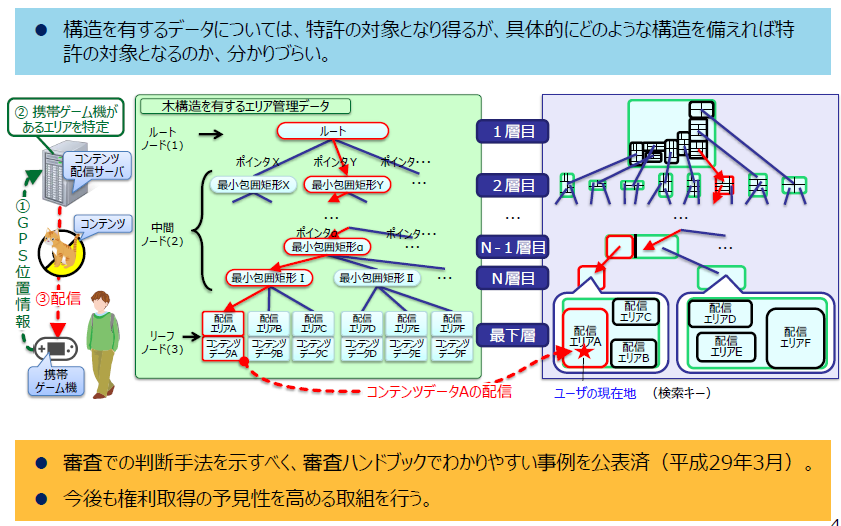 ● 構造を有するデータについては、特許の対象となり得るが、具体的にどのような構造を備えれば特
許の対象となるのか、分かりづらい。
② 携帯ゲーム機が
あるエリアを特定
コンテンツ
配信サーバ
①GPS位置情報
コンテンツ
③配信
携帯
ゲーム機
木構造を有するエリア管理データ
ルート
ノード(1)
ルート
ポインタX
ポインタY
ポインタ…
最小包囲矩形X
最小包囲矩形Y
…
中間
ノード(2)
…
ポインタα
ポインタ…
最小包囲矩形α
最小包囲矩形Ⅰ
最小包囲矩形Ⅱ
…
リーフ
ノード(3)
配信
エリアA
配信
エリアB
配信
エリアC
配信
エリアD
配信
エリアE
配信
エリアF
コンテンツ
データA
コンテンツ
データB
コンテンツ
データC
コンテンツ
データD
コンテンツ
データE
コンテンツ
データF
1層目
2層目
…
N-1層目
N層目
最下層
…
…
配信
エリアA
配信
エリアC
配信
エリアB
配信
エリアD
配信
エリアE
配信
エリアF
コンテンツデータAの配信
ユーザの現在地 （検索キー）
● 審査での判断手法を示すべく、審査ハンドブックでわかりやすい事例を公表済（平成29年3月）。
● 今後も権利取得の予見性を高める取組を行う。